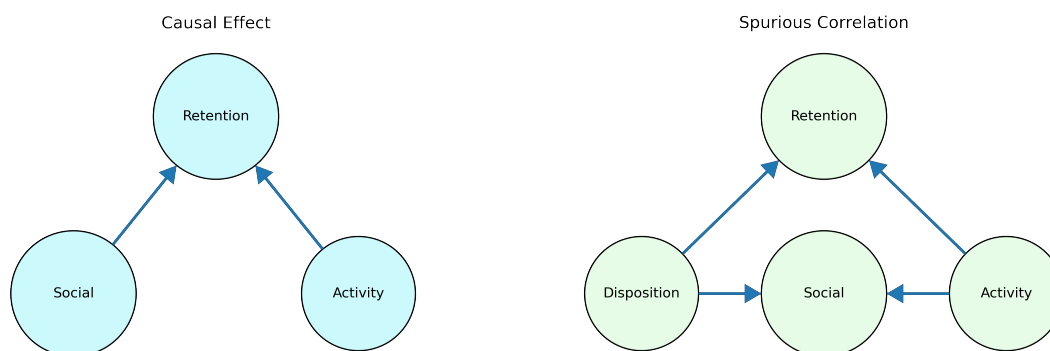 Causal Effect
Spurious Correlation
Retention
Retention
Social
Activity
Disposition
Social
Activity